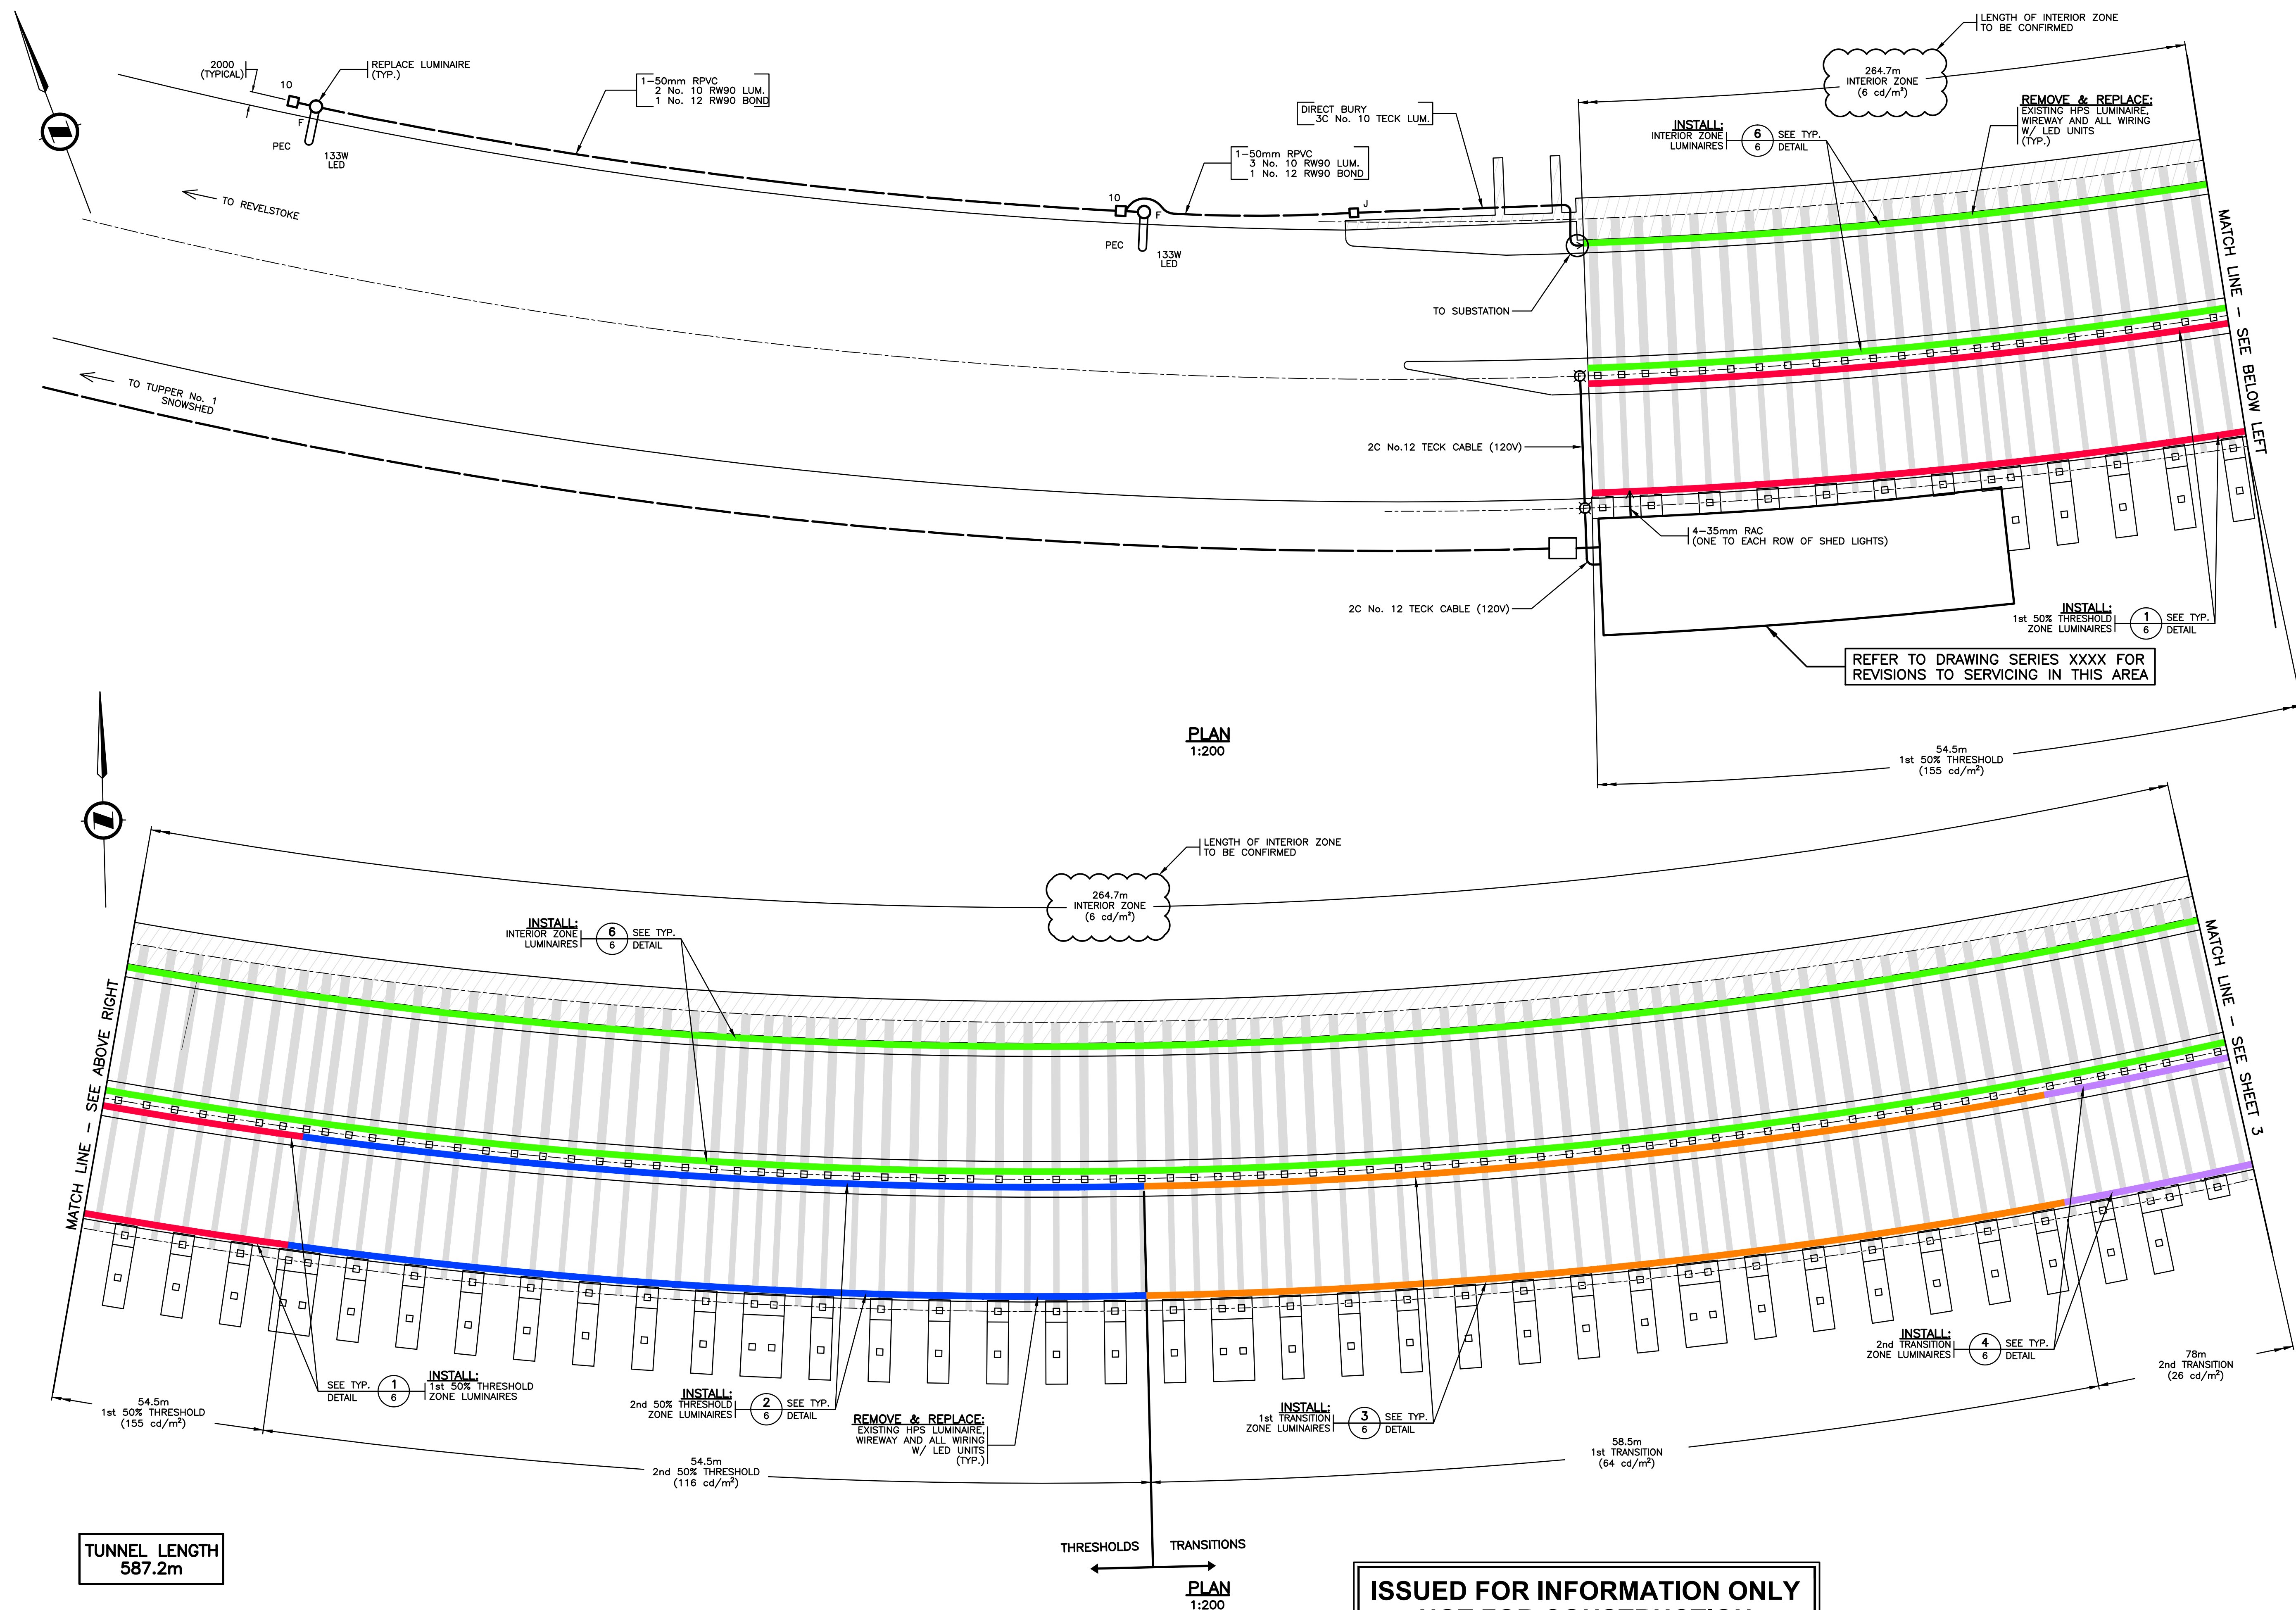 LENGTH OF INTERIOR ZONE
TO BE CONFIRMED
264.7m
INTERIOR ZONE
(6 cd/m²)
2000
(TYPICAL)
10
REPLACE LUMINAIRE
(TYP.)
F
PEC
133W
LED
1-50mm RPVC
2 No. 10 RW90 LUM.
1 No. 12 RW90 BOND
DIRECT BURY
3C No. 10 TECK LUM.
INSTALL:
INTERIOR ZONE
LUMINAIRES
6
6
SEE TYP.
DETAIL
REMOVE & REPLACE:
EXISTING HPS LUMINAIRE,
WIREWAY AND ALL WIRING
W/ LED UNITS
(TYP.)
1-50mm RPVC
3 No. 10 RW90 LUM.
1 No. 12 RW90 BOND
TO REVELSTOKE
10
F
J
PEC
133W
LED
MATCH LINE - SEE BELOW LEFT
TO SUBSTATION
TO TUPPER No. 1
SNOWSHED
2C No.12 TECK CABLE (120V)
4-35mm RAC
(ONE TO EACH ROW OF SHED LIGHTS)
2C No. 12 TECK CABLE (120V)
INSTALL:
1st 50% THRESHOLD
ZONE LUMINAIRES
1
6
SEE TYP.
DETAIL
REFER TO DRAWING SERIES XXXX FOR
REVISIONS TO SERVICING IN THIS AREA
PLAN
1:200
54.5m
1st 50% THRESHOLD
(155 cd/m²)
LENGTH OF INTERIOR ZONE
TO BE CONFIRMED
264.7m
INTERIOR ZONE
(6 cd/m²)
INSTALL:
INTERIOR ZONE
LUMINAIRES
6
6
SEE TYP.
DETAIL
MATCH LINE - SEE ABOVE RIGHT
MATCH LINE - SEE SHEET 3
SEE TYP.
DETAIL
1
6
INSTALL:
1st 50% THRESHOLD
ZONE LUMINAIRES
INSTALL:
2nd 50% THRESHOLD
ZONE LUMINAIRES
2
6
SEE TYP.
DETAIL
REMOVE & REPLACE:
EXISTING HPS LUMINAIRE,
WIREWAY AND ALL WIRING
W/ LED UNITS
(TYP.)
INSTALL:
1st TRANSITION
ZONE LUMINAIRES
3
6
SEE TYP.
DETAIL
INSTALL:
2nd TRANSITION
ZONE LUMINAIRES
4
6
SEE TYP.
DETAIL
78m
2nd TRANSITION
(26 cd/m²)
54.5m
1st 50% THRESHOLD
(155 cd/m²)
54.5m
2nd 50% THRESHOLD
(116 cd/m²)
58.5m
1st TRANSITION
(64 cd/m²)
TUNNEL LENGTH
587.2m
THRESHOLDS
TRANSITIONS
PLAN
1:200
ISSUED FOR INFORMATION ONLY
NOT FOR CONSTRUCTION